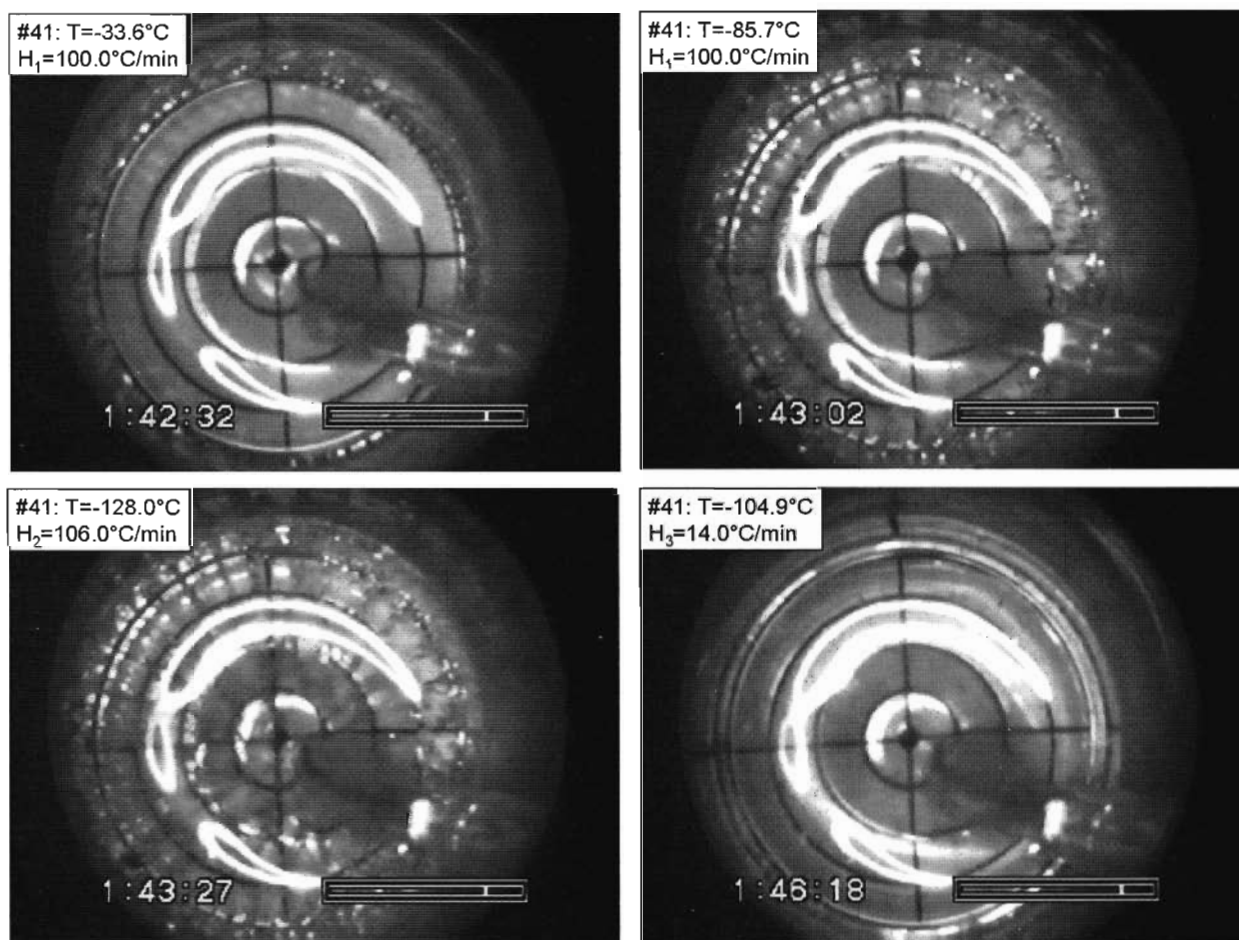 #41: T=-33.6°C
H₁=100.0°C/min
1:42:32
#41: T=-85.7°C
H₁=100.0°C/min
1:43:02
#41: T=-128.0°C
H₂=106.0°C/min
1:43:27
#41: T=-104.9°C
H₃=14.0°C/min
1:46:18